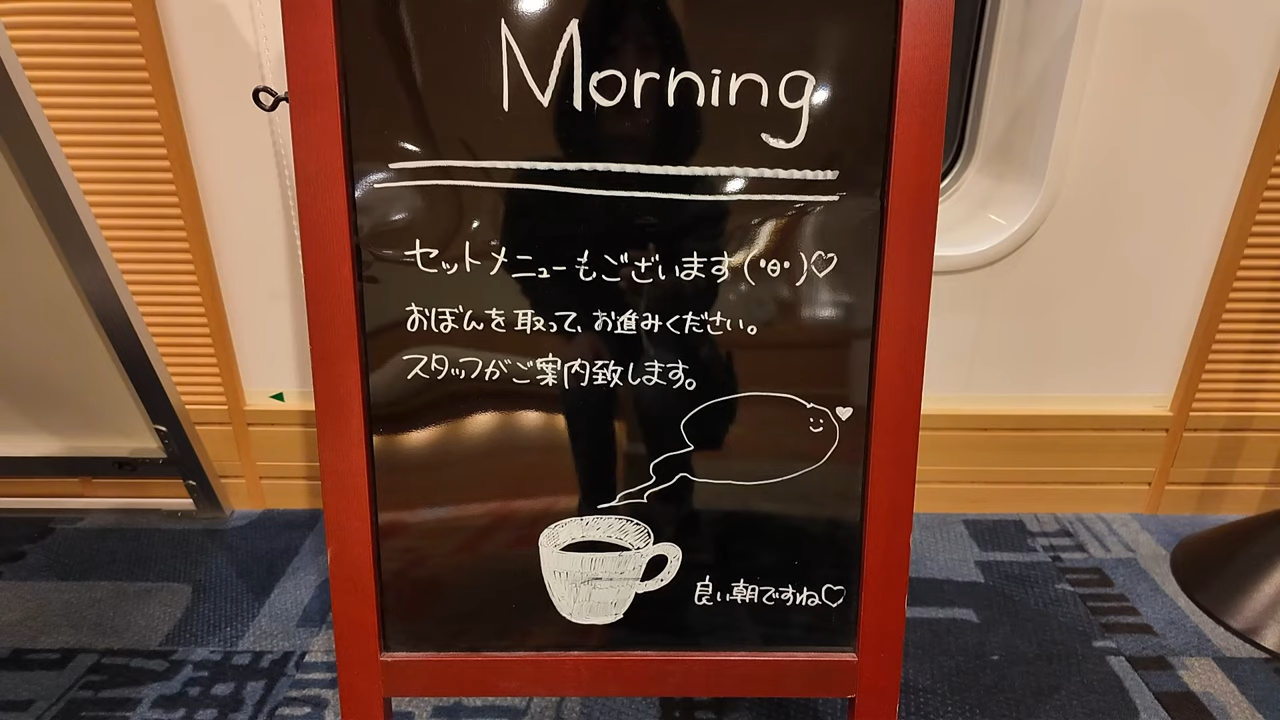 Morning
セットメニューもございます(•θ•)♡
おぼんを取って、お進みください。
スタッフがご案内致します。
良い朝ですね♡